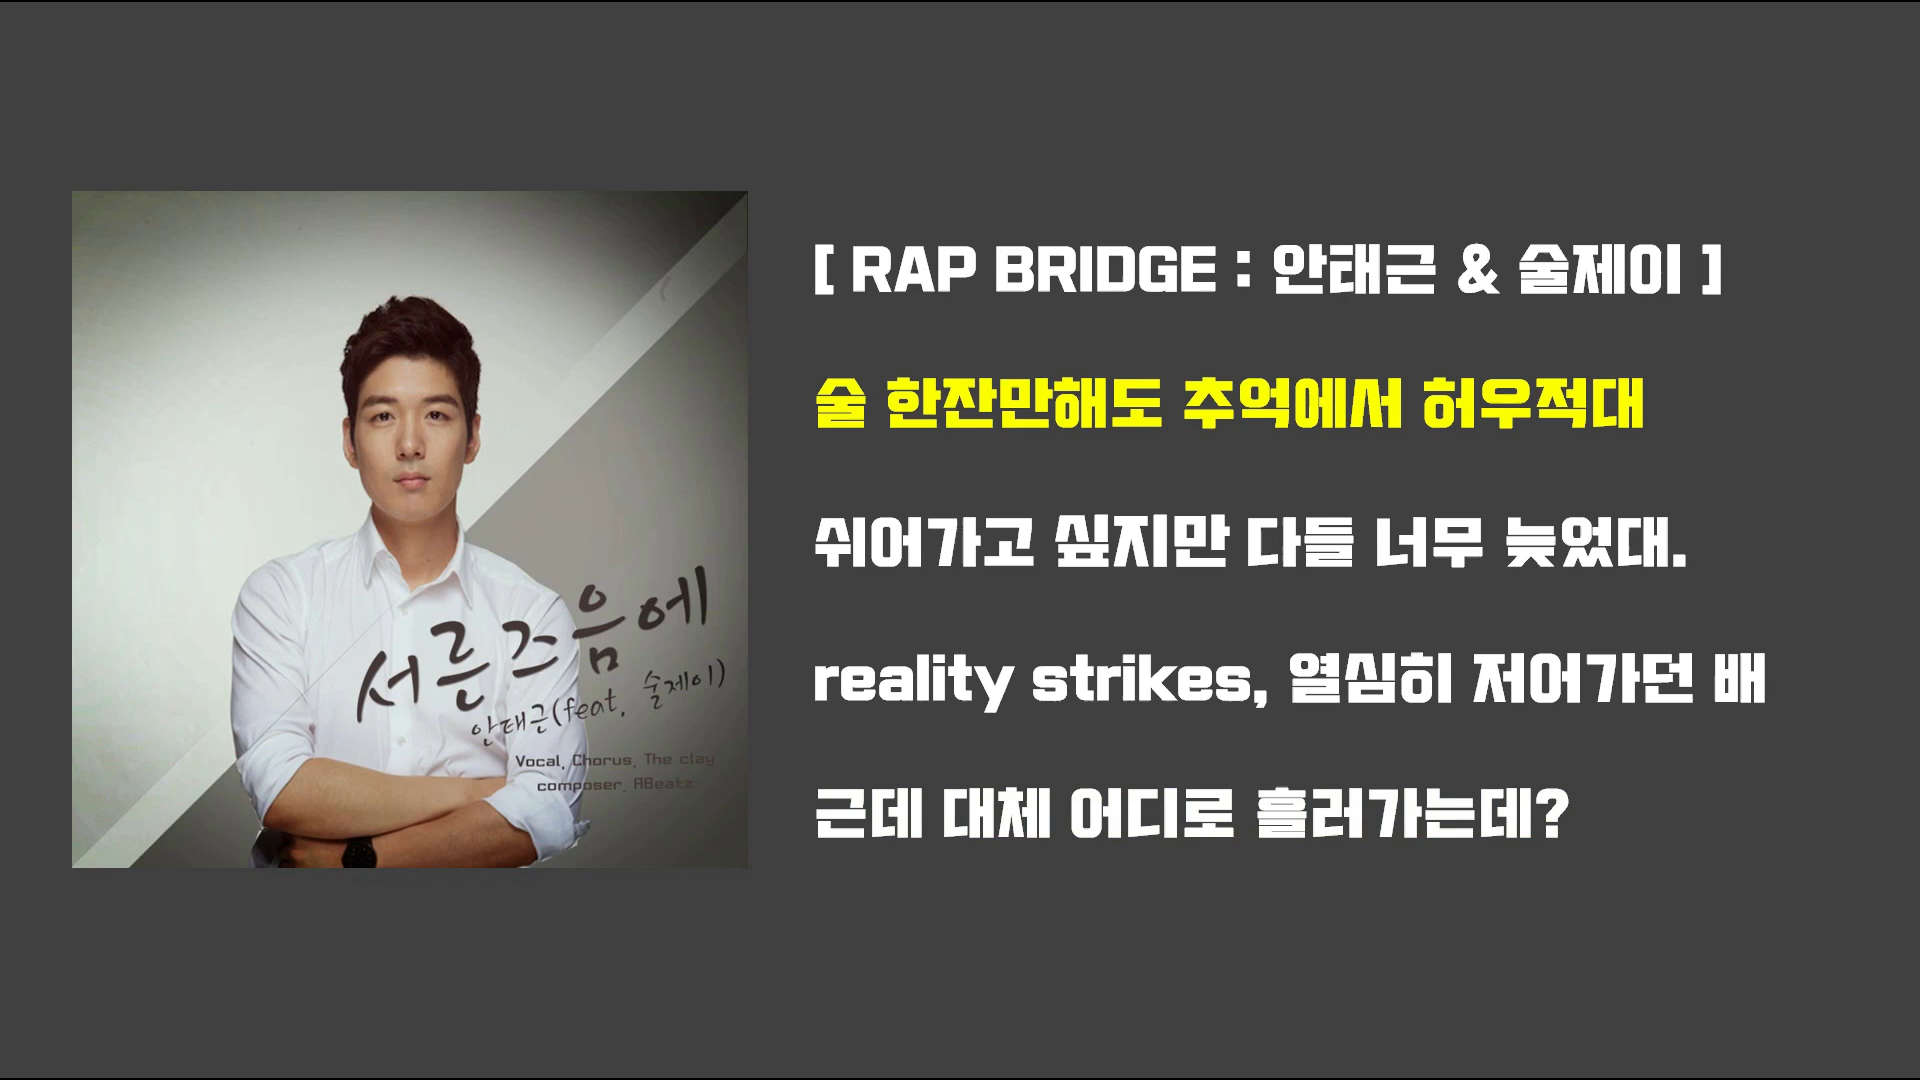 서른즈음에
안태근(feat. 술제이)
Vocal, Chorus. The clay
composer. RBeatz
[ RAP BRIDGE : 안태근 & 술제이 ]
술 한잔만해도 추억에서 허우적대
쉬어가고 싶지만 다들 너무 늦었대.
reality strikes, 열심히 저어가던 배
근데 대체 어디로 흘러가는데?